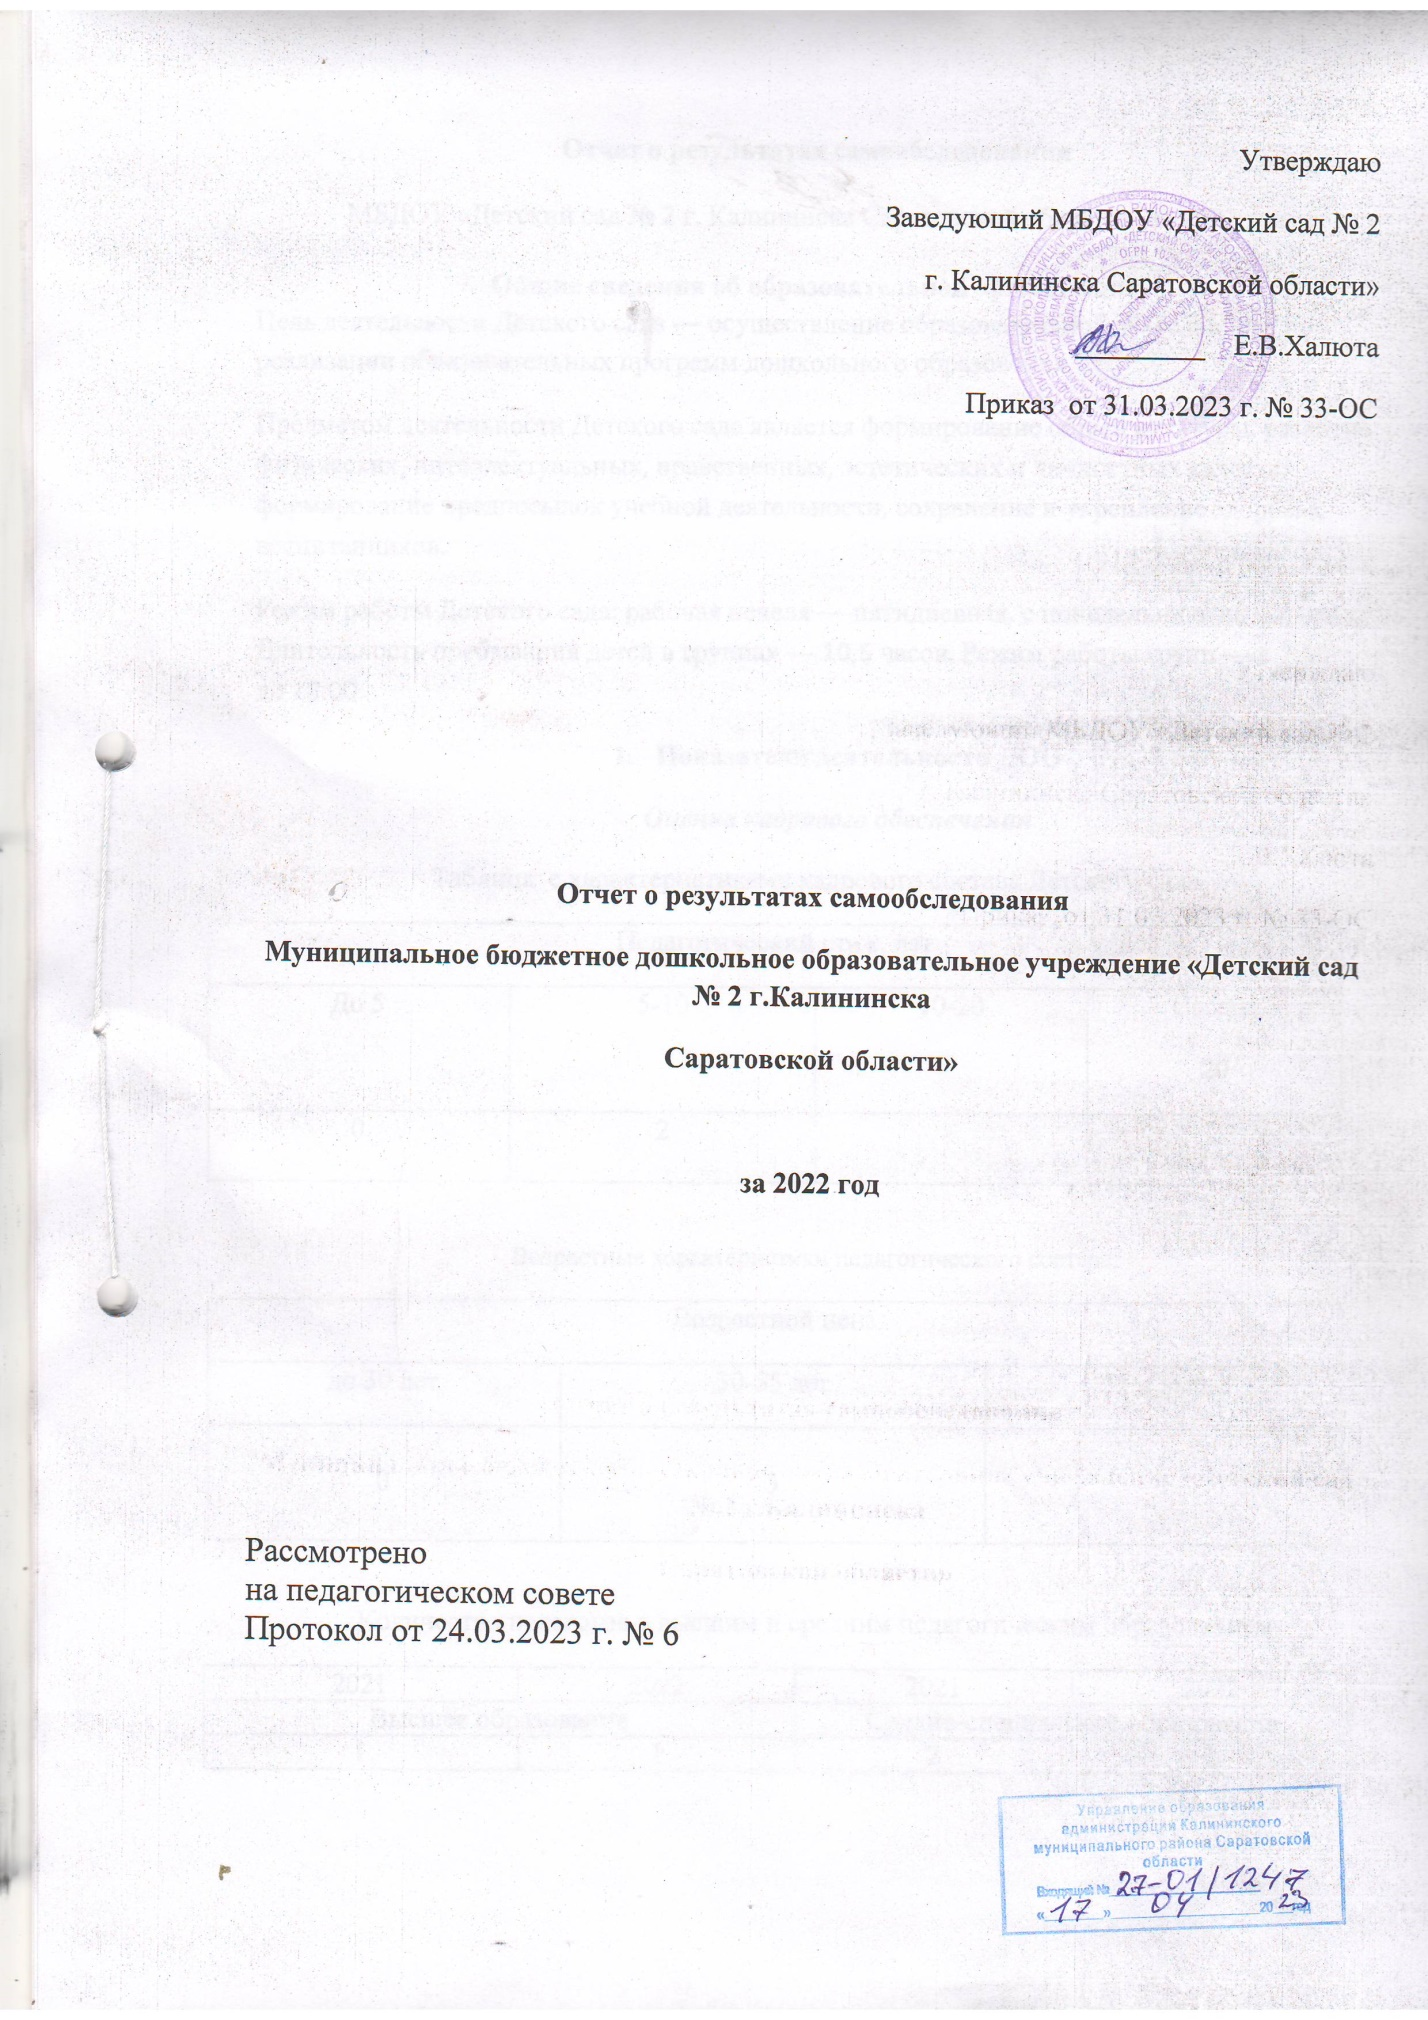 Утверждаю
Заведующий МБДОУ «Детский сад № 2
г. Калининска Саратовской области»
Е.В.Халюта
Приказ от 31.03.2023 г. № 33-ОС
Отчет о результатах самообследования
Муниципальное бюджетное дошкольное образовательное учреждение «Детский сад
№ 2 г.Калининска
Саратовской области»
за 2022 год
Рассмотрено
на педагогическом совете
Протокол от 24.03.2023 г. № 6
Управление образования
администрации Калининского
муниципального района Саратовской
области
Входящий № 27-01/1247
«17» 04 2023 год